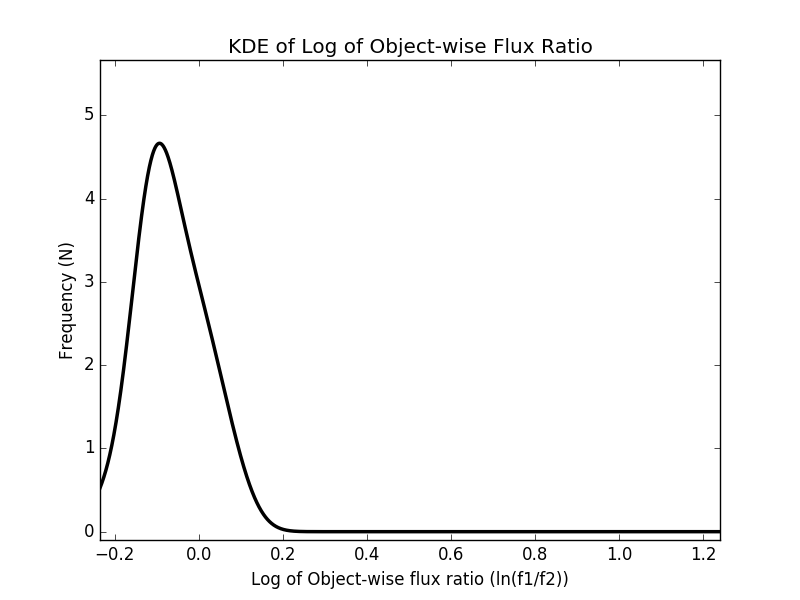 KDE of Log of Object-wise Flux Ratio
5
4
3
2
1
0
Frequency (N)
−0.2 0.0 0.2 0.4 0.6 0.8 1.0 1.2
Log of Object-wise flux ratio (ln(f1/f2))